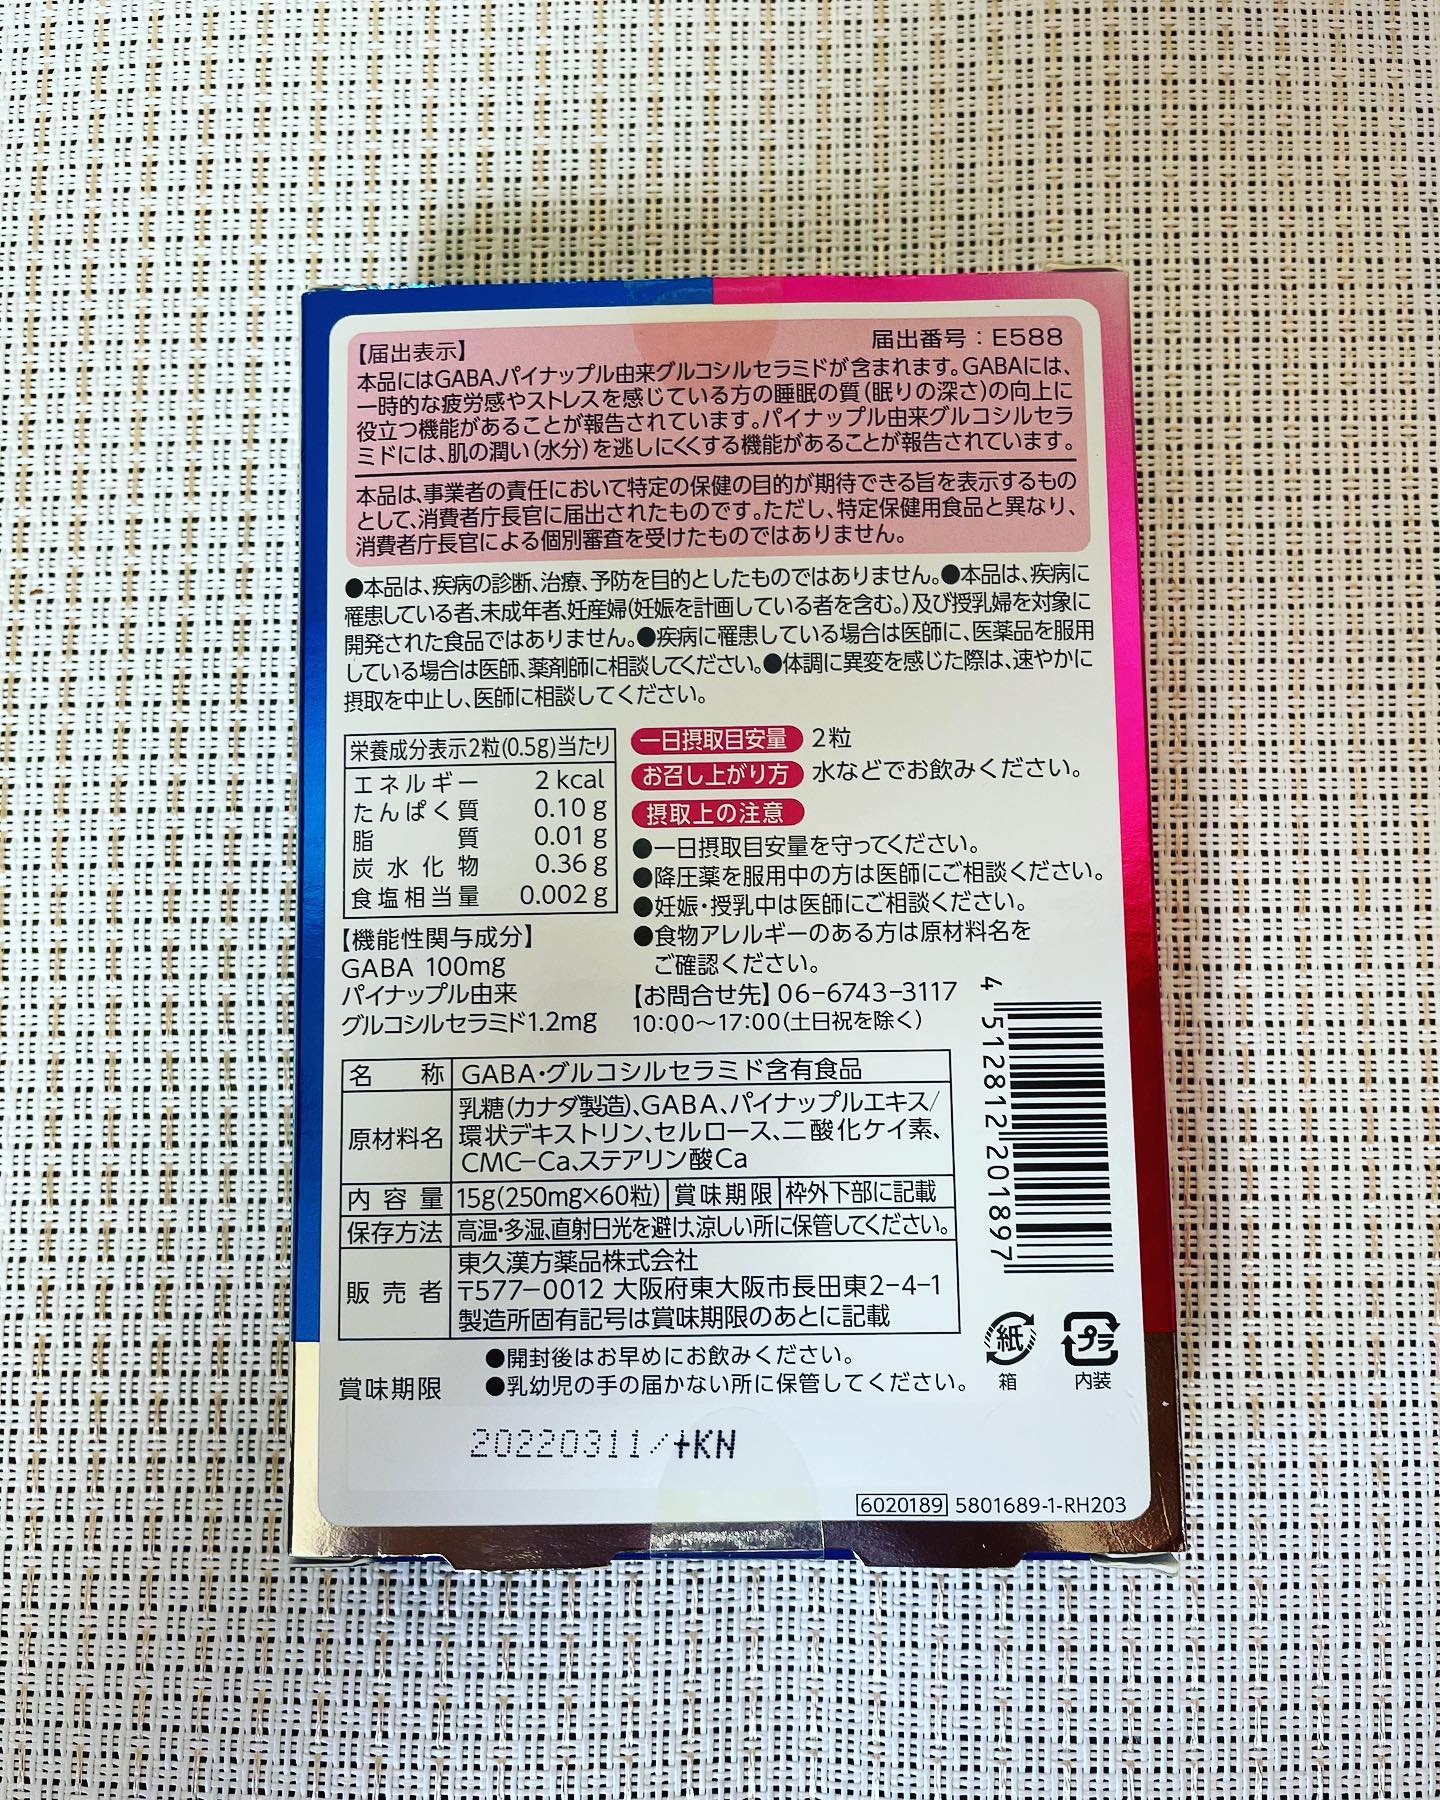 届出番号：E588
【届出表示】
本品にはGABA、パイナップル由来グルコシルセラミドが含まれます。GABAには、
一時的な疲労感やストレスを感じている方の睡眠の質(眠りの深さ)の向上に
役立つ機能があることが報告されています。パイナップル由来グルコシルセラ
ミドには、肌の潤い(水分)を逃しにくくする機能があることが報告されています。
本品は、事業者の責任において特定の保健の目的が期待できる旨を表示するもの
として、消費者庁長官に届出されたものです。ただし、特定保健用食品と異なり、
消費者庁長官による個別審査を受けたものではありません。
●本品は、疾病の診断、治療、予防を目的としたものではありません。●本品は、疾病に
罹患している者、未成年者、妊産婦(妊娠を計画している者を含む。)及び授乳婦を対象に
開発された食品ではありません。●疾病に罹患している場合は医師に、医薬品を服用
している場合は医師、薬剤師に相談してください。●体調に異変を感じた際は、速やかに
摂取を中止し、医師に相談してください。
栄養成分表示2粒(0.5g)当たり
エネルギー 2 kcal
たんぱく質 0.10 g
脂質 0.01 g
炭水化物 0.36 g
食塩相当量 0.002 g
【機能性関与成分】
GABA 100mg
パイナップル由来
グルコシルセラミド1.2mg
一日摂取目安量 2粒
お召し上がり方 水などでお飲みください。
摂取上の注意
●一日摂取目安量を守ってください。
●降圧薬を服用中の方は医師にご相談ください。
●妊娠・授乳中は医師にご相談ください。
●食物アレルギーのある方は原材料名を
ご確認ください。
【お問合せ先】06-6743-3117
10:00～17:00(土日祝を除く)
4 512812 201897
名称 GABA・グルコシルセラミド含有食品
原材料名 乳糖(カナダ製造)、GABA、パイナップルエキス/
環状デキストリン、セルロース、二酸化ケイ素、
CMC-Ca、ステアリン酸Ca
内容量 15g(250mg×60粒) 賞味期限 枠外下部に記載
保存方法 高温・多湿、直射日光を避け、涼しい所に保管してください。
販売者 東久漢方薬品株式会社
〒577-0012 大阪府東大阪市長田東2-4-1
製造所固有記号は賞味期限のあとに記載
●開封後はお早めにお飲みください。
●乳幼児の手の届かない所に保管してください。
紙
箱
プラ
内装
賞味期限
20220311/+KN
6020189 5801689-1-RH203